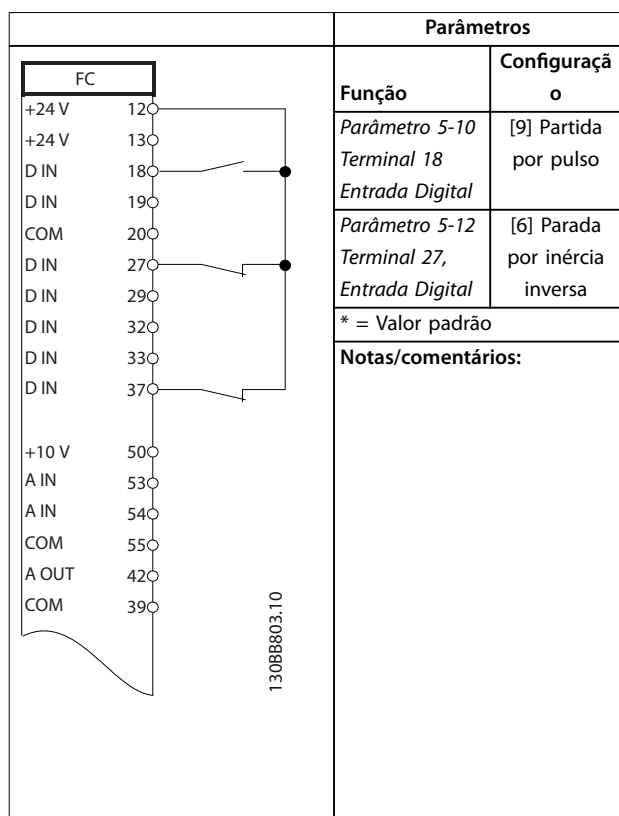 Parâmetros
Função
Configuraçã
o
Parâmetro 5-10
Terminal 18
Entrada Digital
[9] Partida
por pulso
Parâmetro 5-12
Terminal 27,
Entrada Digital
[6] Parada
por inércia
inversa
* = Valor padrão
Notas/comentários:
FC
+24 V 12
+24 V 13
D IN 18
D IN 19
COM 20
D IN 27
D IN 29
D IN 32
D IN 33
D IN 37
+10 V 50
A IN 53
A IN 54
COM 55
A OUT 42
COM 39
130BB803.10